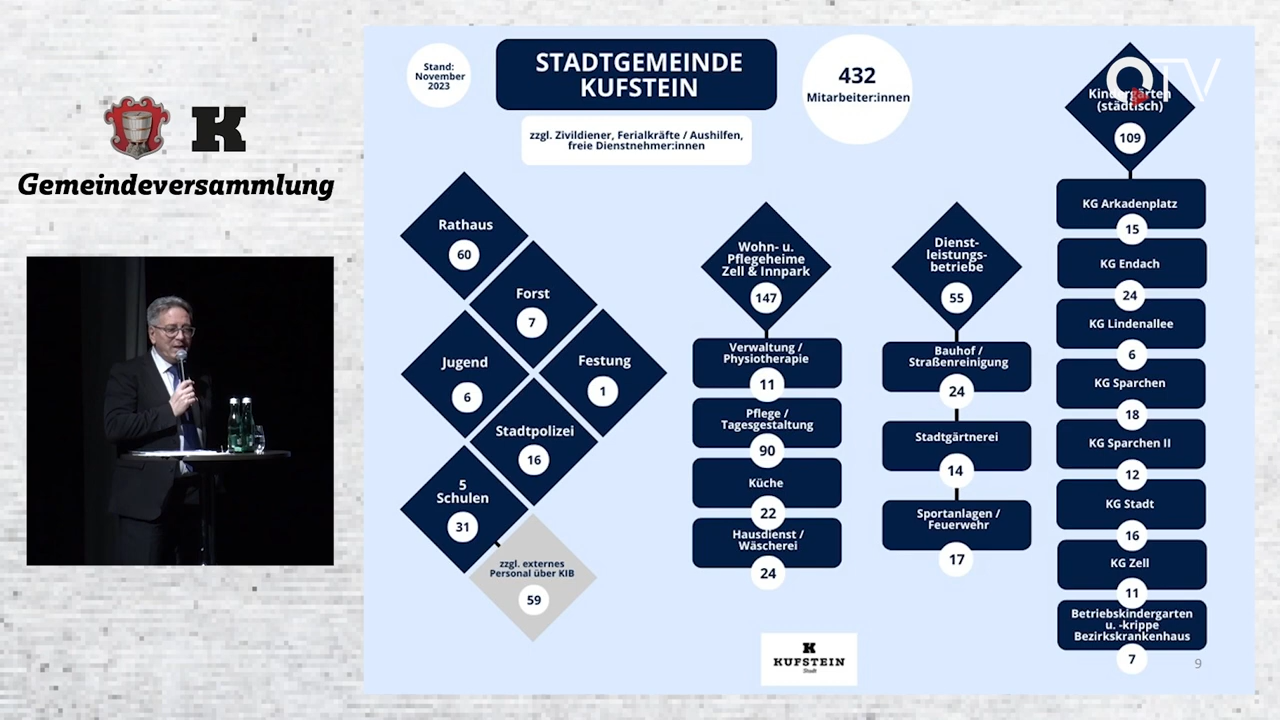 K
Gemeindeversammlung
Stand:
November
2023
STADTGEMEINDE
KUFSTEIN
432
Mitarbeiter:innen
zzgl. Zivildiener, Ferialkräfte / Aushilfen,
freie Dienstnehmer:innen
QTV
Rathaus
60
Forst
7
Jugend
6
Festung
1
Stadtpolizei
16
5
Schulen
31
zzgl. externes
Personal über KIB
59
Wohn- u.
Pflegeheime
Zell & Innpark
147
Verwaltung /
Physiotherapie
11
Pflege /
Tagesgestaltung
90
Küche
22
Hausdienst /
Wäscherei
24
Dienst-
leistungs-
betriebe
55
Bauhof /
Straßenreinigung
24
Stadtgärtnerei
14
Sportanlagen /
Feuerwehr
17
Kindergärten
(städtisch)
109
KG Arkadenplatz
15
KG Endach
24
KG Lindenallee
6
KG Sparchen
18
KG Sparchen II
12
KG Stadt
16
KG Zell
11
Betriebskindergarten
u. -krippe
Bezirkskrankenhaus
7
K
KUFSTEIN
Stadt
9